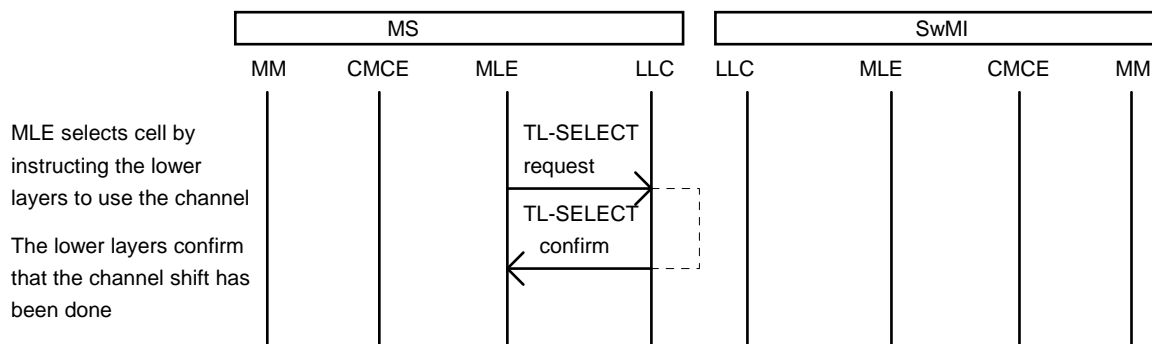 MS
SwMI
MM CMCE MLE LLC LLC MLE CMCE MM
MLE selects cell by
instructing the lower
layers to use the channel
TL-SELECT
request
TL-SELECT
confirm
The lower layers confirm
that the channel shift has
been done